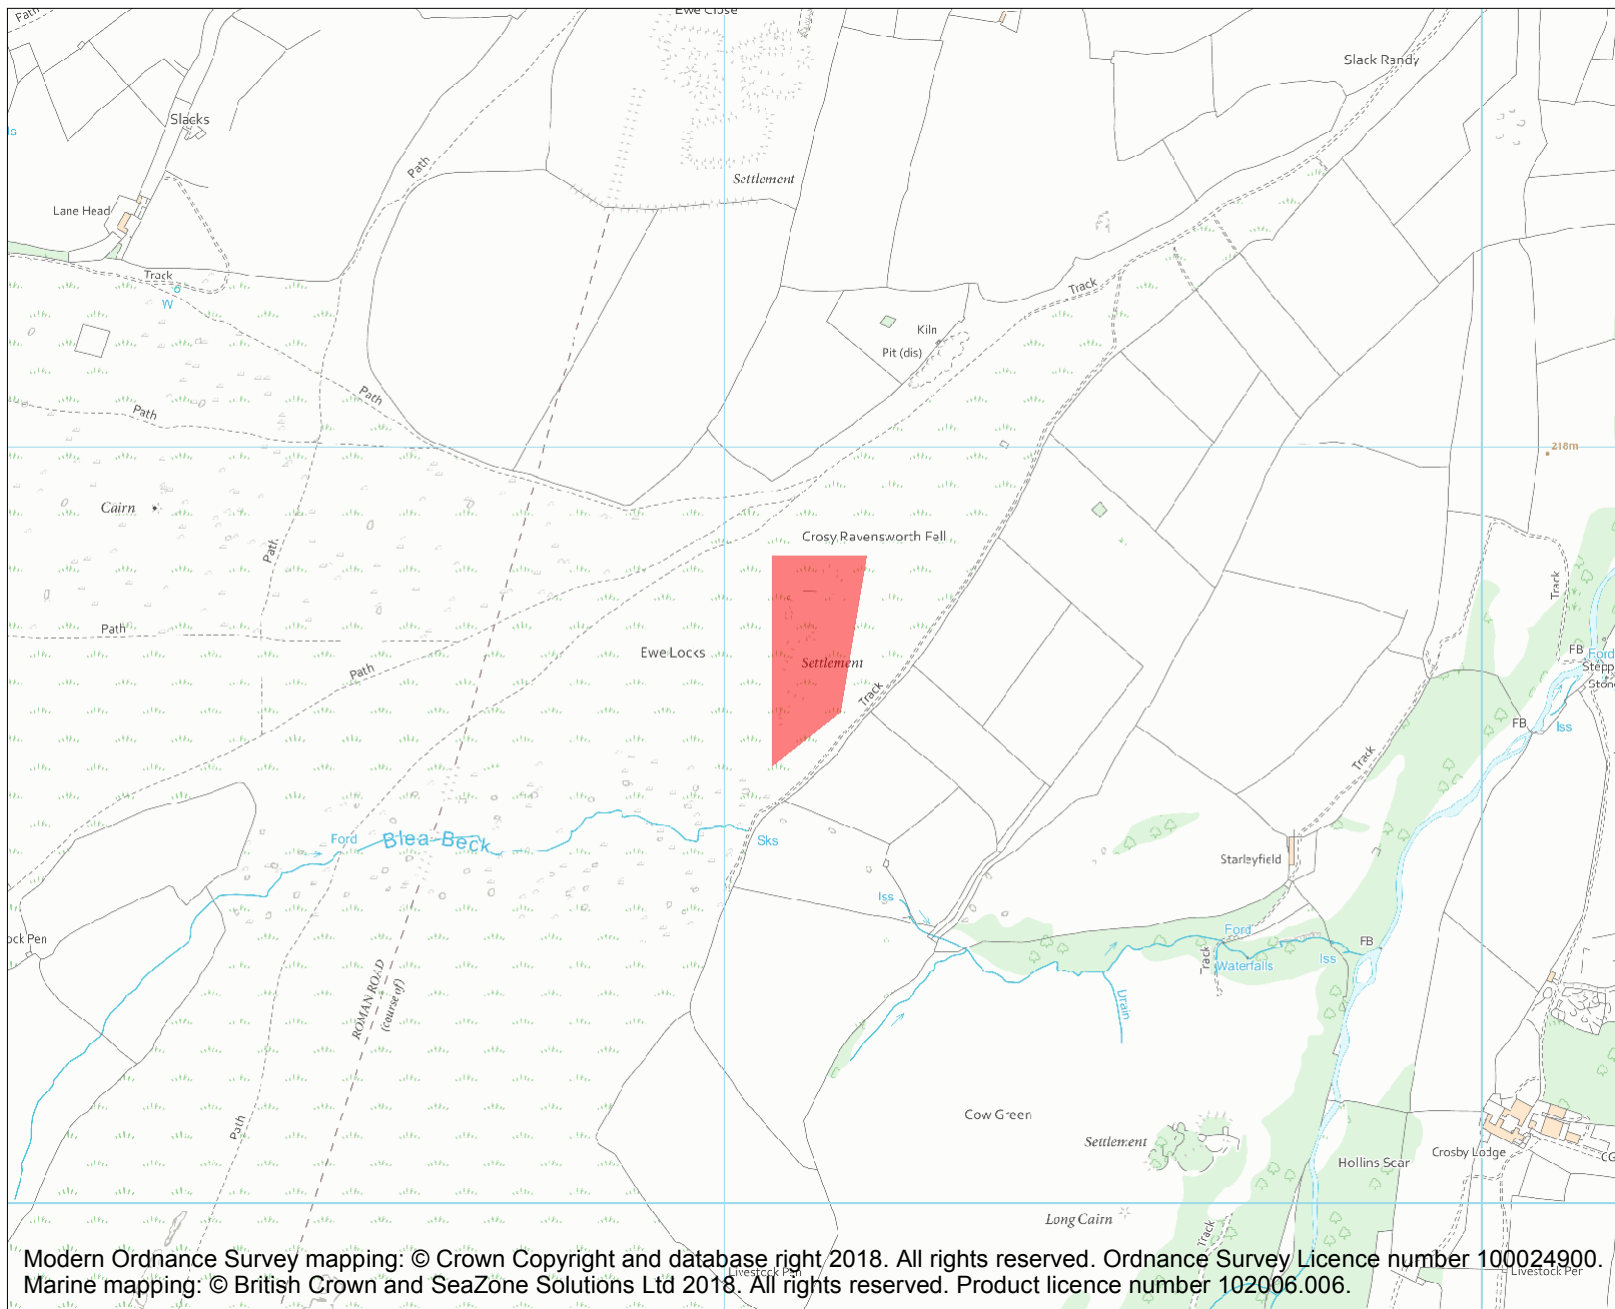 Path
Ewe Close
Slack Randy
Slacks
Path
Settlement
Lane Head
Track
W
Track
Kiln
Pit (dis)
Path
Path
218m
Cairn
Crosy Ravensworth Fell
Path
Track
Path
Ewe Locks
Settlement
FB
Ford
Path
Track
FB
Iss
Track
Ford
Blea Beck
Sks
Starleyfield
Iss
Ford
FB
Track
Waterfalls
Iss
ROMAN ROAD
(course of)
Drain
Cow Green
Path
Settlement
Hollins Scar
Crosby Lodge
CG
Long Cairn
Track
Modern Ordnance Survey mapping: © Crown Copyright and database right 2018. All rights reserved. Ordnance Survey Licence number 100024900.
Livestock Pen
Livestock Pen
Marine mapping: © British Crown and SeaZone Solutions Ltd 2018. All rights reserved. Product licence number 102006.006.